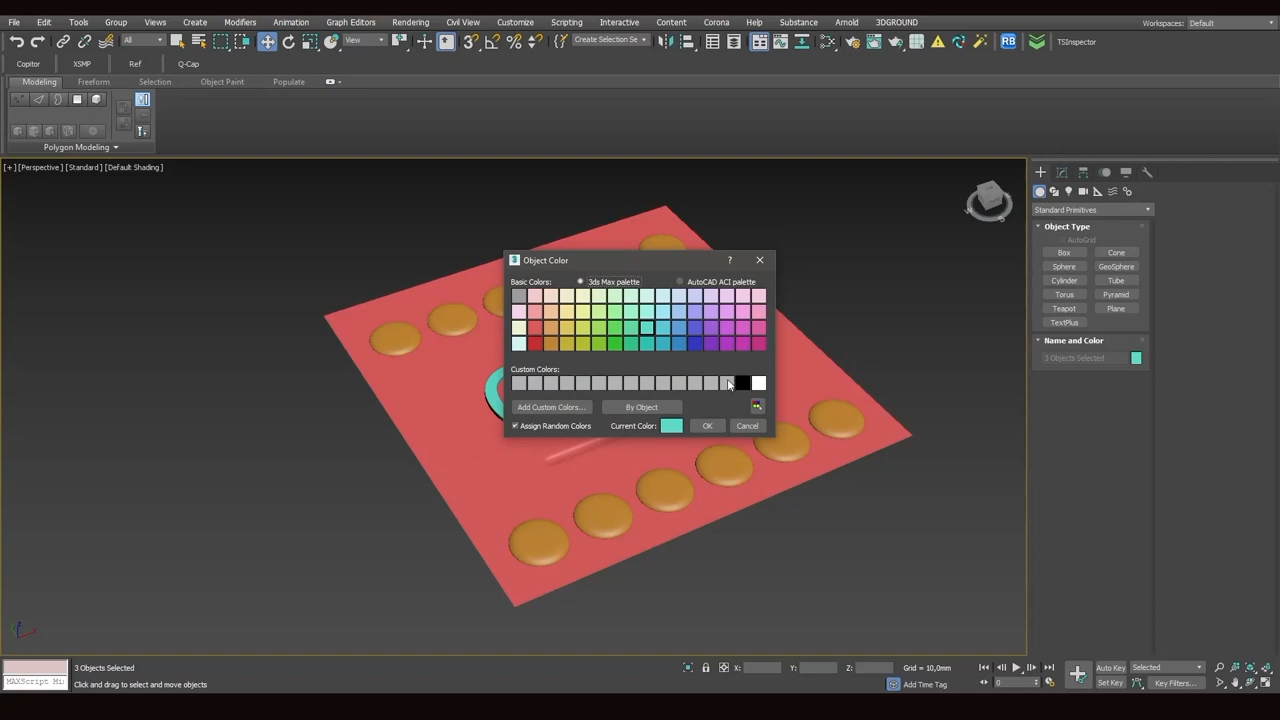 File Edit Tools Group Views Create Modifiers Animation Graph Editors Rendering Civil View Customize Scripting Interactive Content Corona Help Substance Arnold 3DGROUND
Workspaces: Default
All View Create Selection Se RB TSInspector
Copitor XSMP Ref Q-Cap
Modeling Freeform Selection Object Paint Populate
Polygon Modeling
[+] [Perspective] [Standard] [Default Shading]
Standard Primitives
Object Type
AutoGrid
Box Cone
Sphere GeoSphere
Cylinder Tube
Torus Pyramid
Teapot Plane
TextPlus
Name and Color
3 Objects Selected
Object Color ?
Basic Colors: 3ds Max palette AutoCAD ACI palette
Custom Colors:
Add Custom Colors... By Object
Assign Random Colors Current Color: OK Cancel
3 Objects Selected X: Y: Z: Grid = 10,0mm
MAXScript Mi: Click and drag to select and move objects Add Time Tag
0
Auto Key Selected
Set Key Key Filters...